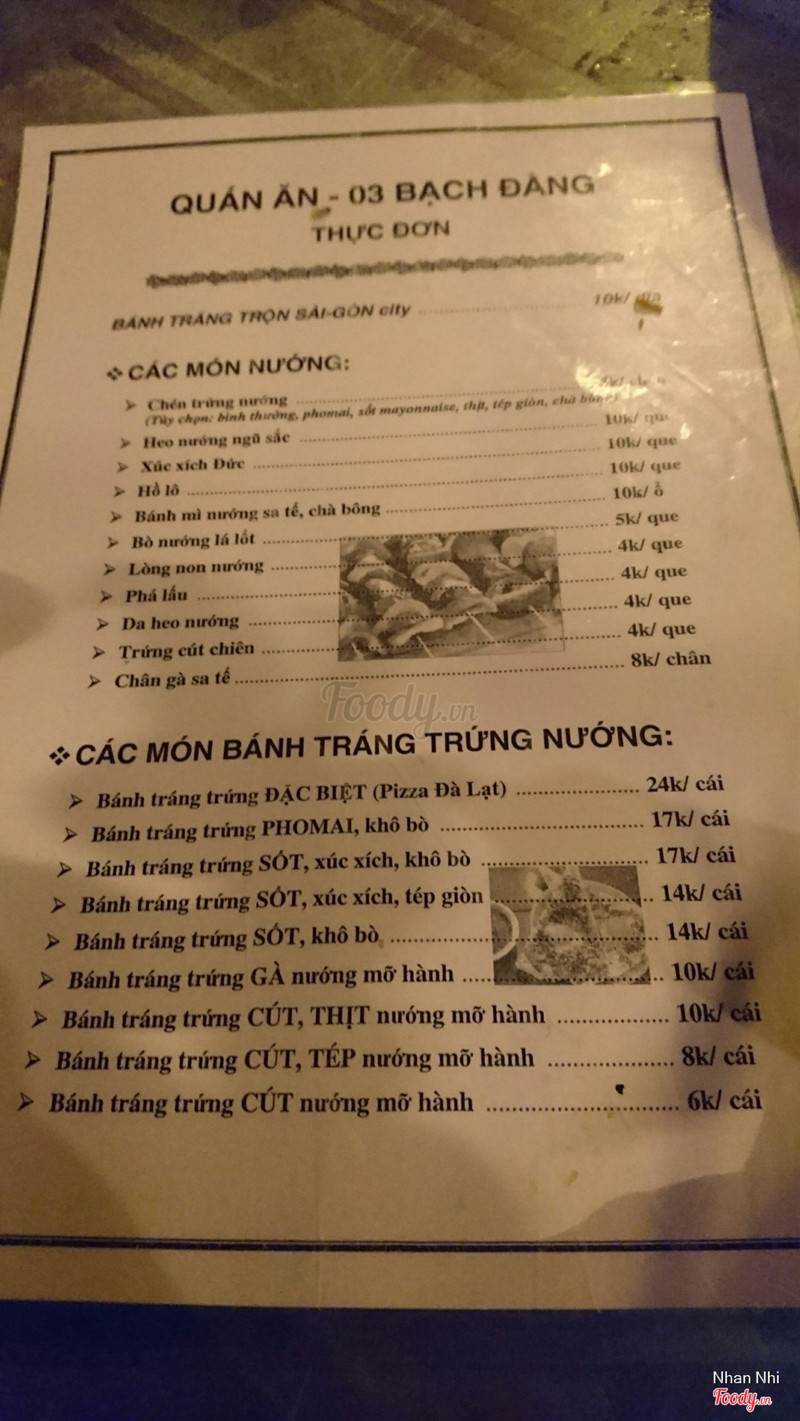 QUÁN ĂN - 03 BẠCH ĐẰNG
THỰC ĐƠN
BÁNH TRÁNG TRỘN SÀI-GÒN city 10k/ dĩa
❖ CÁC MÓN NƯỚNG:
➢ Chén trứng nướng
(Tùy chọn: bình thường, phomai, sốt mayonnaise, thịt, tép giòn, chà bông)
➢ Heo nướng ngũ sắc 10k/ que
➢ Xúc xích Đức 10k/ que
➢ Hồ lô 10k/ que
➢ Bánh mì nướng sa tế, chà bông 10k/ ổ
➢ Bò nướng lá lốt 5k/ que
➢ Lòng non nướng 4k/ que
➢ Phá lấu 4k/ que
➢ Da heo nướng 4k/ que
➢ Trứng cút chiên 4k/ que
➢ Chân gà sa tế 8k/ chân
Foody.vn
❖ CÁC MÓN BÁNH TRÁNG TRỨNG NƯỚNG:
➢ Bánh tráng trứng ĐẶC BIỆT (Pizza Đà Lạt) 24k/ cái
➢ Bánh tráng trứng PHOMAI, khô bò 17k/ cái
➢ Bánh tráng trứng SỐT, xúc xích, khô bò 17k/ cái
➢ Bánh tráng trứng SỐT, xúc xích, tép giòn 14k/ cái
➢ Bánh tráng trứng SỐT, khô bò 14k/ cái
➢ Bánh tráng trứng GÀ nướng mỡ hành 10k/ cái
➢ Bánh tráng trứng CÚT, THỊT nướng mỡ hành 10k/ cái
➢ Bánh tráng trứng CÚT, TÉP nướng mỡ hành 8k/ cái
➢ Bánh tráng trứng CÚT nướng mỡ hành 6k/ cái
Nhan Nhi
Foody.vn